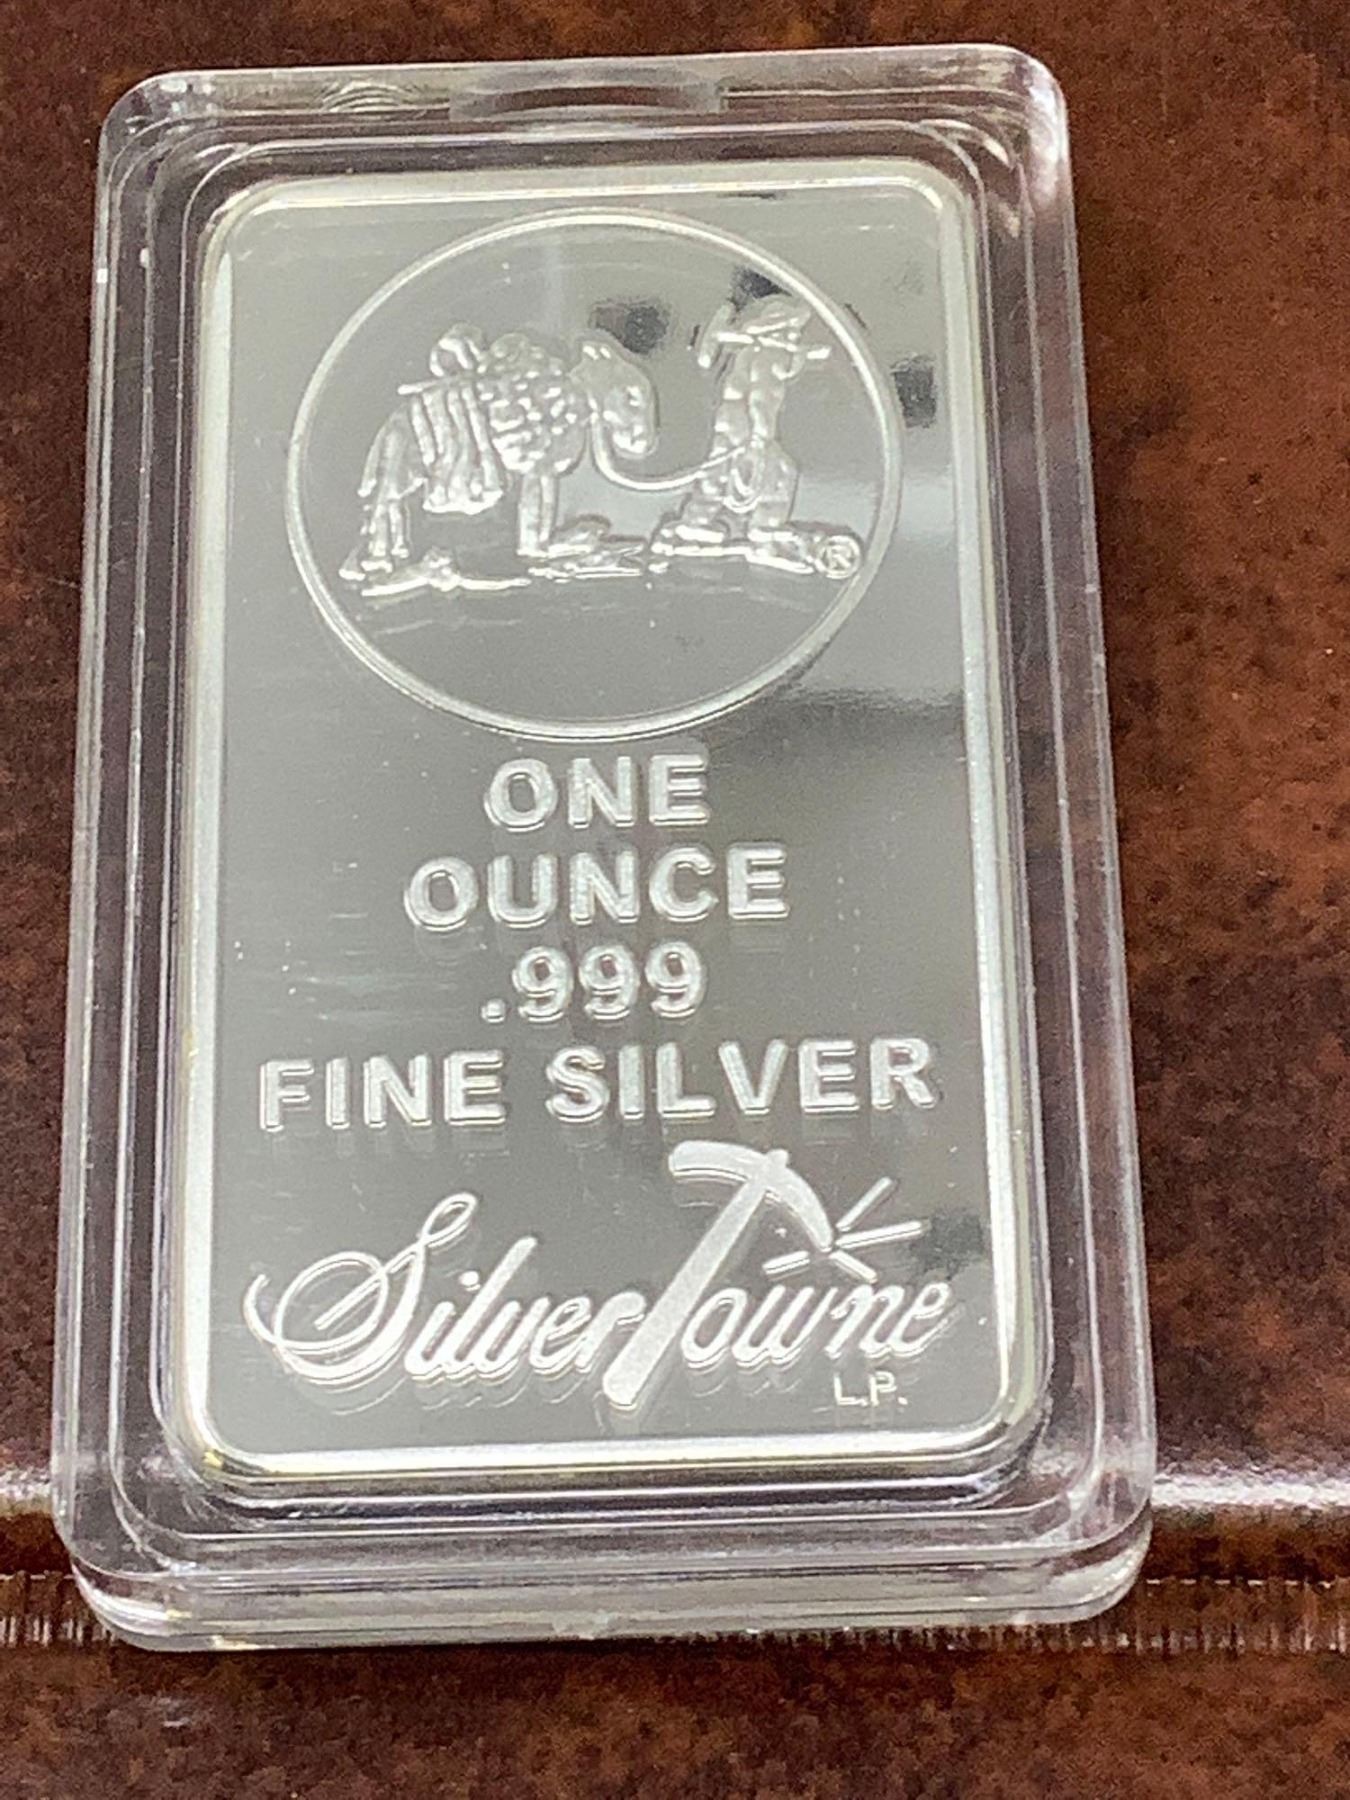 ®
ONE
OUNCE
.999
FINE SILVER
SilverTowne
L.P.